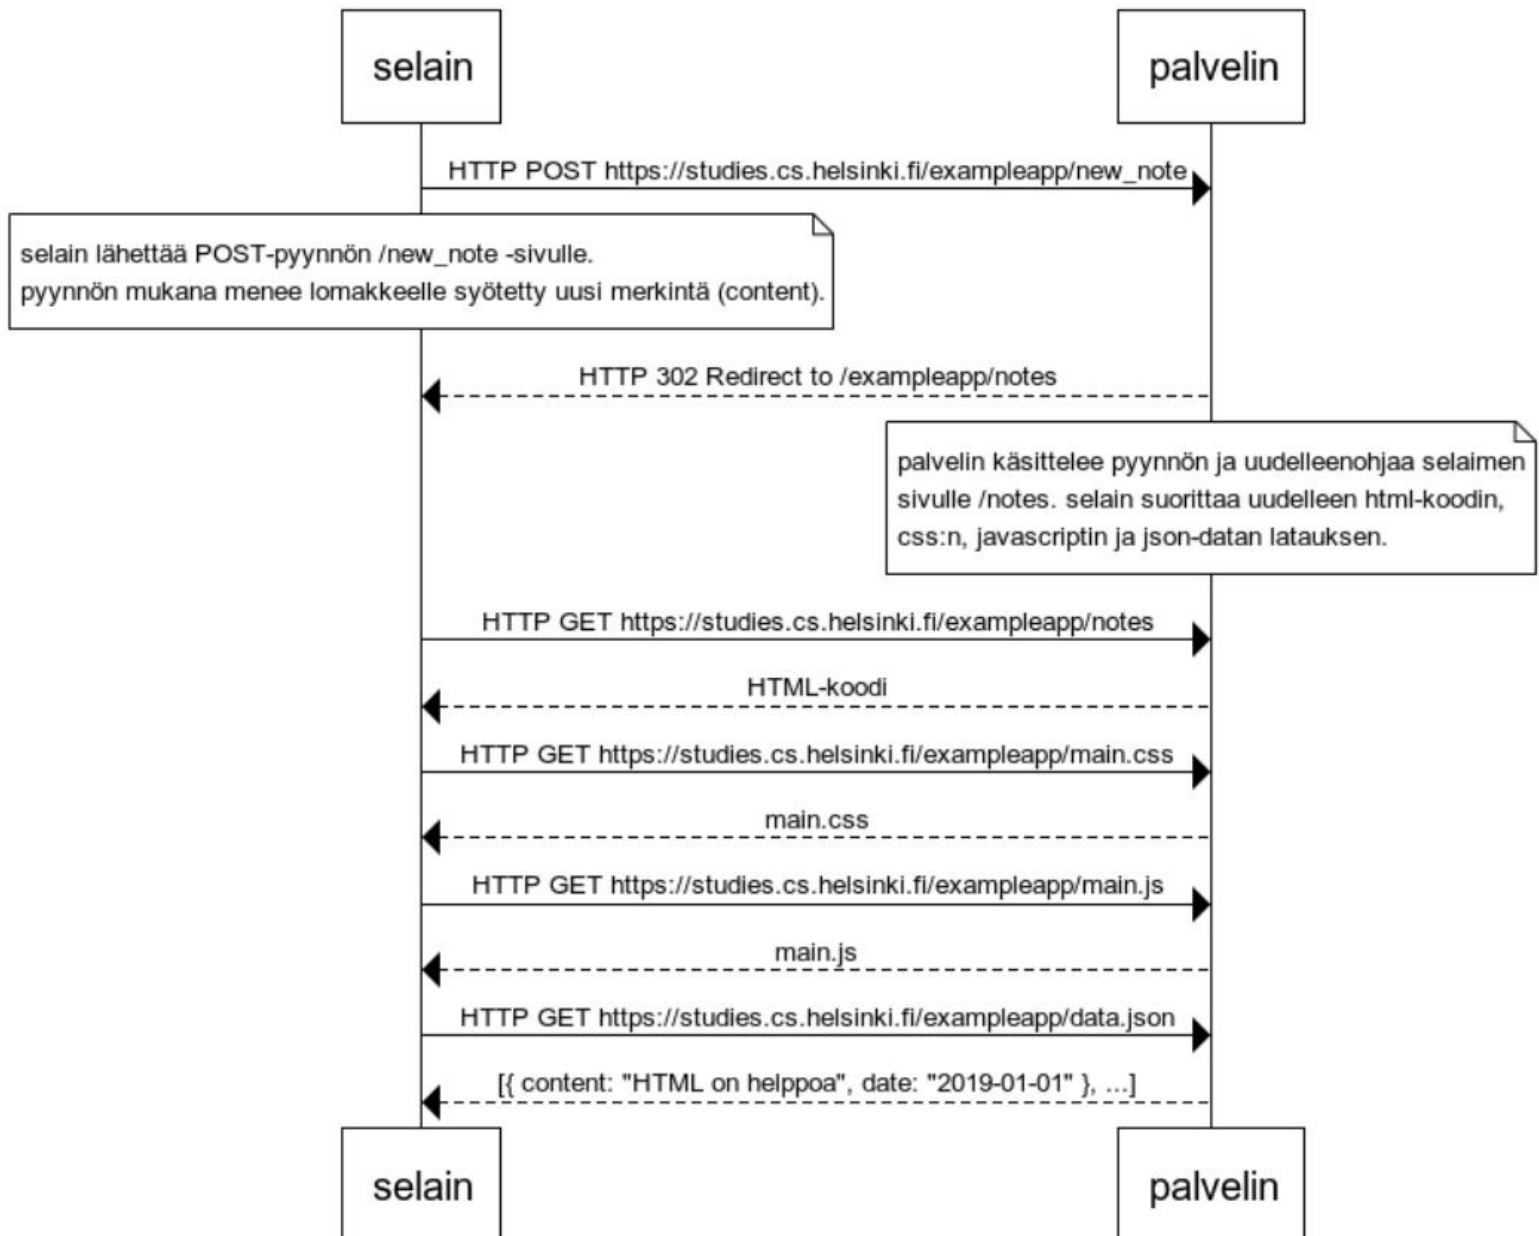 selain
palvelin
HTTP POST https://studies.cs.helsinki.fi/exampleapp/new_note
selain lähettää POST-pyynnön /new_note -sivulle.
pyynnön mukana menee lomakkeelle syötetty uusi merkintä (content).
HTTP 302 Redirect to /exampleapp/notes
palvelin käsittelee pyynnön ja uudelleenohjaa selaimen
sivulle /notes. selain suorittaa uudelleen html-koodin,
css:n, javascriptin ja json-datan latauksen.
HTTP GET https://studies.cs.helsinki.fi/exampleapp/notes
HTML-koodi
HTTP GET https://studies.cs.helsinki.fi/exampleapp/main.css
main.css
HTTP GET https://studies.cs.helsinki.fi/exampleapp/main.js
main.js
HTTP GET https://studies.cs.helsinki.fi/exampleapp/data.json
[{ content: "HTML on helppoa", date: "2019-01-01" }, ...]
selain
palvelin